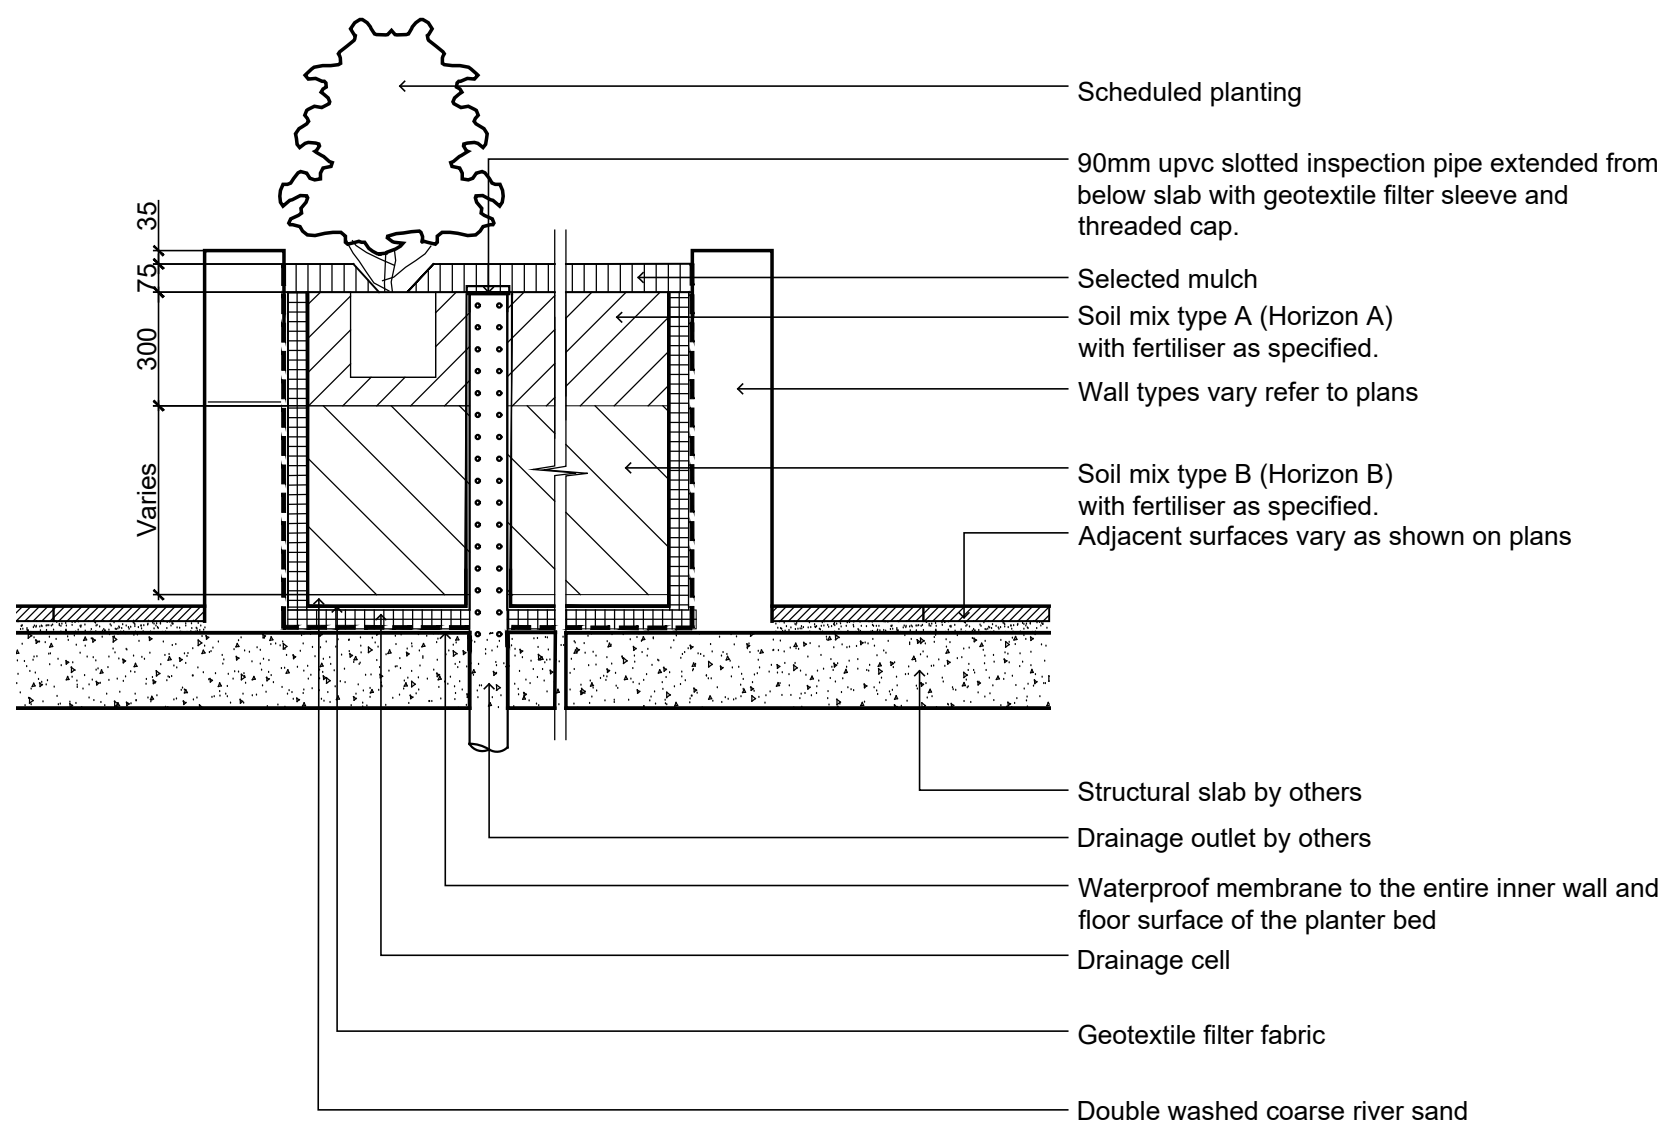 Scheduled planting
90mm upvc slotted inspection pipe extended from
below slab with geotextile filter sleeve and
threaded cap.
35
75
Selected mulch
300
Soil mix type A (Horizon A)
with fertiliser as specified.
Wall types vary refer to plans
Varies
Soil mix type B (Horizon B)
with fertiliser as specified.
Adjacent surfaces vary as shown on plans
Structural slab by others
Drainage outlet by others
Waterproof membrane to the entire inner wall and
floor surface of the planter bed
Drainage cell
Geotextile filter fabric
Double washed coarse river sand